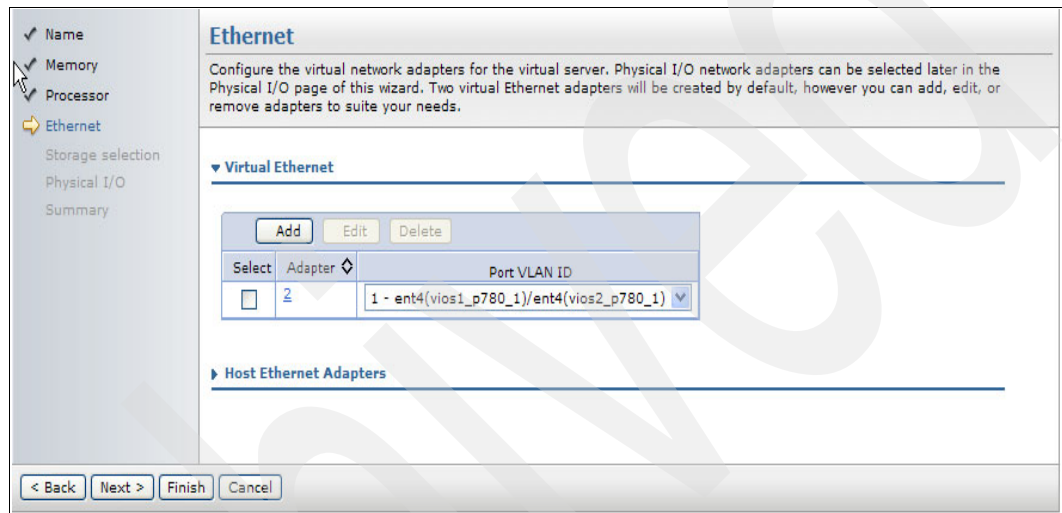 Name
Memory
Processor
Ethernet
Storage selection
Physical I/O
Summary
Ethernet
Configure the virtual network adapters for the virtual server. Physical I/O network adapters can be selected later in the
Physical I/O page of this wizard. Two virtual Ethernet adapters will be created by default, however you can add, edit, or
remove adapters to suite your needs.
Virtual Ethernet
Add Edit Delete
Select Adapter Port VLAN ID
2 1 - ent4(vios1_p780_1)/ent4(vios2_p780_1)
Host Ethernet Adapters
< Back Next > Finish Cancel